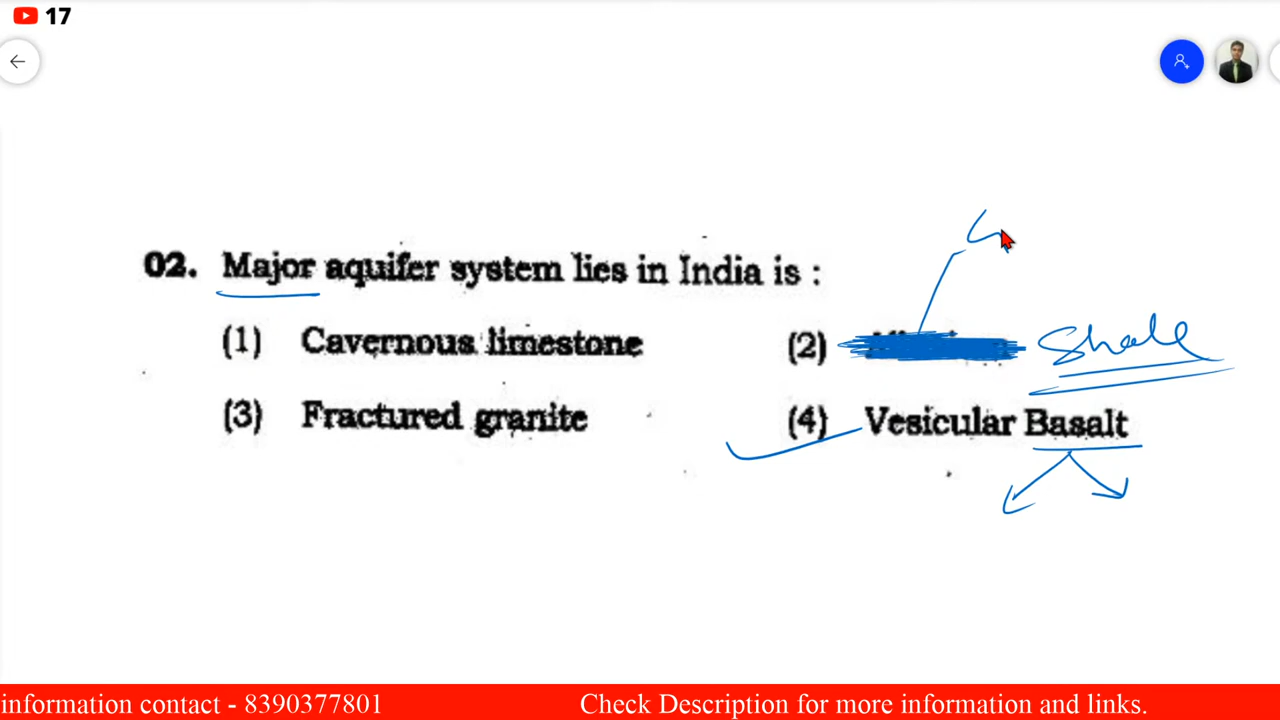 17
02. Major aquifer system lies in India is :
(1) Cavernous limestone (2) Shale
(3) Fractured granite (4) Vesicular Basalt
information contact - 8390377801 Check Description for more information and links.